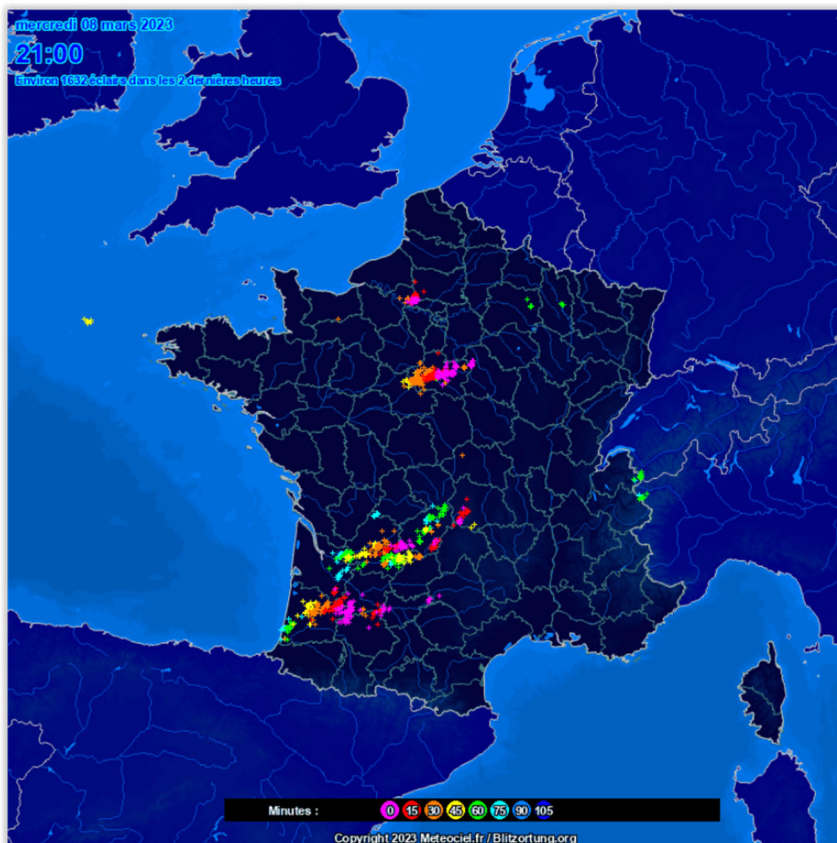 mercredi 08 mars 2023
21:00
Environ 1632 éclairs dans les 2 dernières heures
Minutes : 0 15 30 45 60 75 90 105
Copyright 2023 Meteociel.fr / Blitzortung.org